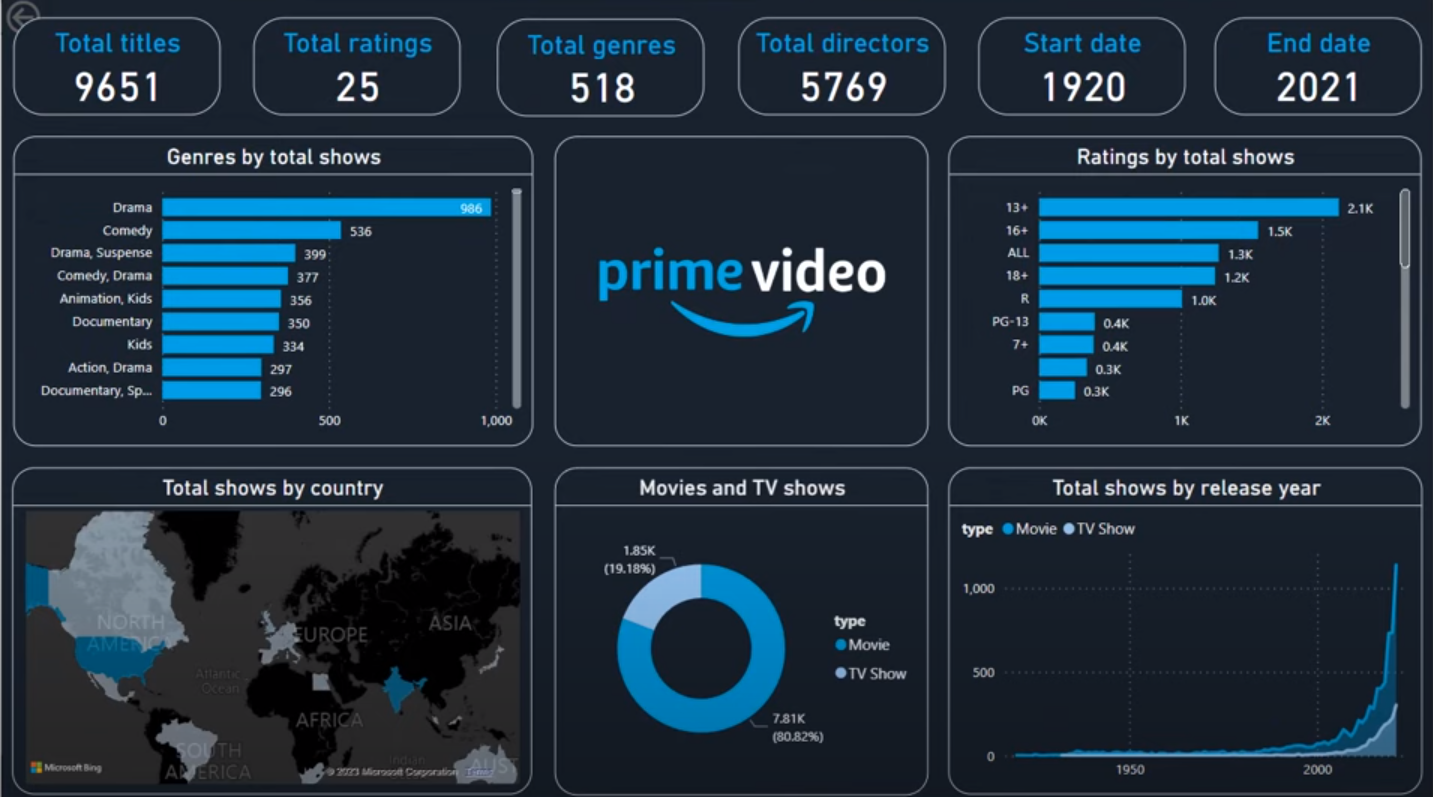 Total titles
9651
Total ratings
25
Total genres
518
Total directors
5769
Start date
1920
End date
2021
Genres by total shows
Drama
986
Comedy
536
Drama, Suspense
399
Comedy, Drama
377
Animation, Kids
356
Documentary
350
Kids
334
Action, Drama
297
Documentary, Sp...
296
0
500
1,000
prime video
Ratings by total shows
13+
2.1K
16+
1.5K
ALL
1.3K
18+
1.2K
R
1.0K
PG-13
0.4K
7+
0.4K
0.3K
PG
0.3K
0K
1K
2K
Total shows by country
NORTH
AMERICA
EUROPE
ASIA
Atlantic
Ocean
AFRICA
SOUTH
AMERICA
Indian
AUST
Microsoft Bing
© 2023 Microsoft Corporation
Terms
Movies and TV shows
1.85K
(19.18%)
type
Movie
TV Show
7.81K
(80.82%)
Total shows by release year
type Movie TV Show
1,000
500
0
1950
2000